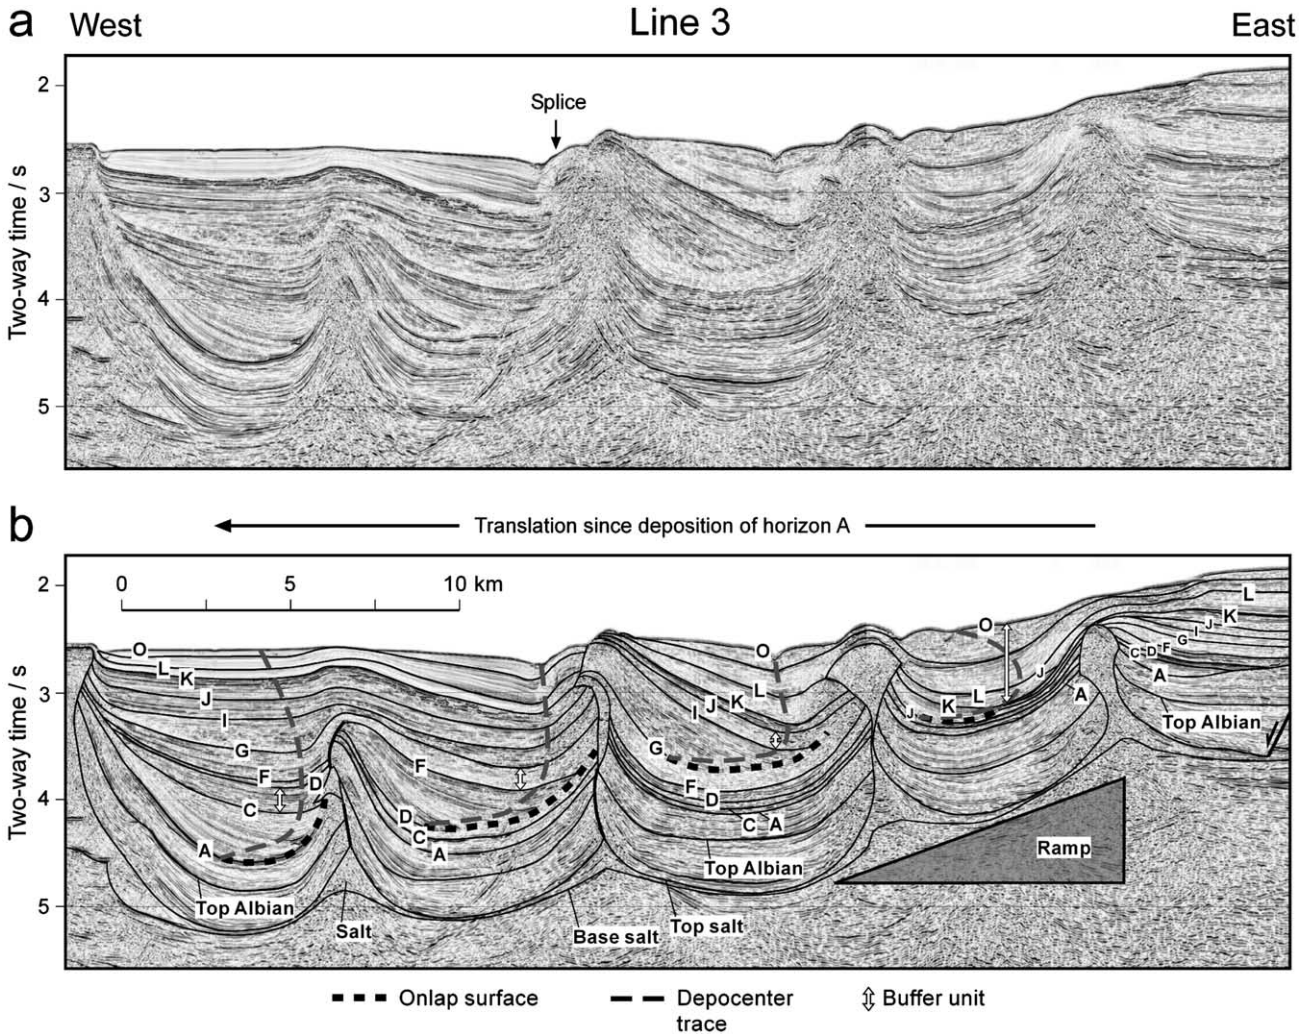 a West Line 3 East
2
Splice
3
Two-way time / s
4
5
b
Translation since deposition of horizon A
2
0 5 10 km
L
K
O
J
I
G
C D F
A
Top Albian
O
L
K
J
I
G
F
D
C
A
Top Albian
Salt
F
D
C
A
Base salt
O
L
K
J
I
G
F
D
C A
Top Albian
Top salt
O
J
L
K
J
A
Ramp
3
Two-way time / s
4
5
Onlap surface Depocenter trace Buffer unit